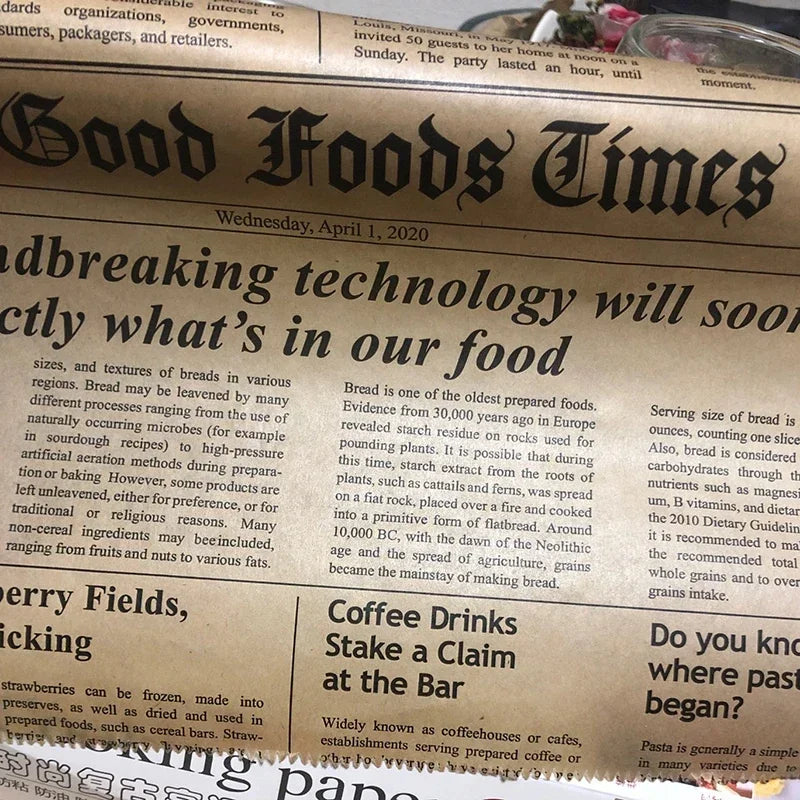 dards organizations, governments,
sumers, packagers, and retailers.
invited 50 guests to her home at noon on a
Sunday. The party lasted an hour, until
moment.
Good Foods Times
Wednesday, April 1, 2020
ndbreaking technology will soon
ctly what's in our food
sizes, and textures of breads in various
regions. Bread may be leavened by many
different processes ranging from the use of
naturally occurring microbes (for example
in sourdough recipes) to high-pressure
artificial aeration methods during prepara-
tion or baking However, some products are
left unleavened, either for preference, or for
traditional or religious reasons. Many
non-cereal ingredients may beincluded,
ranging from fruits and nuts to various fats.
Bread is one of the oldest prepared foods.
Evidence from 30,000 years ago in Europe
revealed starch residue on rocks used for
pounding plants. It is possible that during
this time, starch extract from the roots of
plants, such as cattails and ferns, was spread
on a fiat rock, placed over a fire and cooked
into a primitive form of flatbread. Around
10,000 BC, with the dawn of the Neolithic
age and the spread of agriculture, grains
became the mainstay of making bread.
Serving size of bread is
ounces, counting one slice
Also, bread is considered
carbohydrates through th
nutrients such as magnesi
um, B vitamins, and dietar
the 2010 Dietary Guidelin
it is recommended to ma
the recommended total
whole grains and to over
grains intake.
erry Fields,
icking
strawberries can be frozen, made into
preserves, as well as dried and used in
prepared foods, such as cereal bars. Straw-
Coffee Drinks
Stake a Claim
at the Bar
Widely known as coffeehouses or cafes,
establishments serving prepared coffee or
Do you kno
where past
began?
Pasta is generally a simple
in many varieties due to
oking pape
时尚复古
防粘 防油